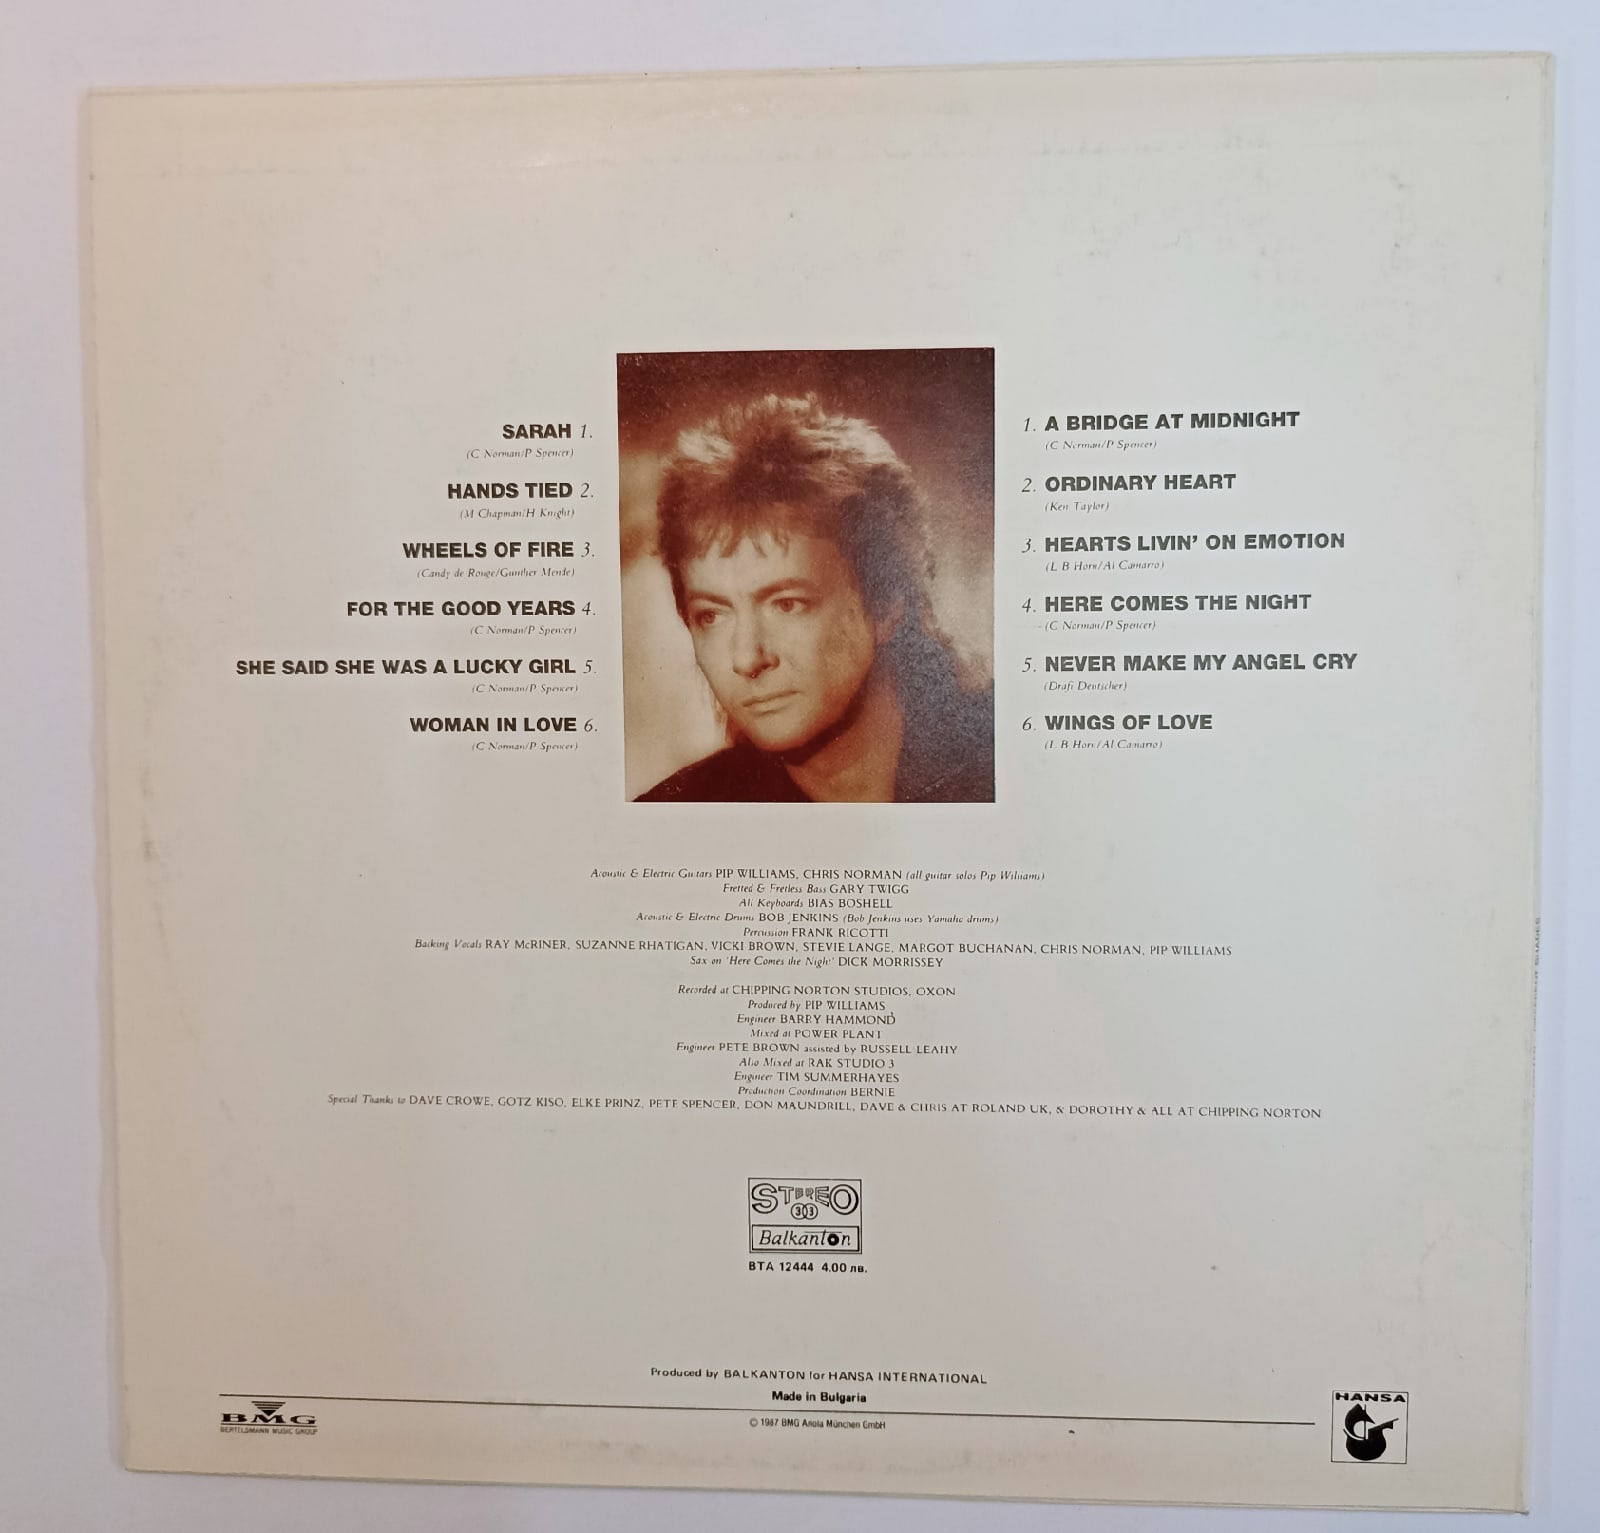 SARAH 1.
(C Norman/P Spencer)
HANDS TIED 2.
(M Chapman/H Knight)
WHEELS OF FIRE 3.
(Candy de Rouge/Gunther Mende)
FOR THE GOOD YEARS 4.
(C Norman/P Spencer)
SHE SAID SHE WAS A LUCKY GIRL 5.
(C Norman/P Spencer)
WOMAN IN LOVE 6.
(C Norman/P Spencer)
1. A BRIDGE AT MIDNIGHT
(C Norman/P Spencer)
2. ORDINARY HEART
(Ken Taylor)
3. HEARTS LIVIN' ON EMOTION
(L B Horn/Al Camarro)
4. HERE COMES THE NIGHT
(C Norman/P Spencer)
5. NEVER MAKE MY ANGEL CRY
(Drafi Deutscher)
6. WINGS OF LOVE
(L B Horn/Al Camarro)
Acoustic & Electric Guitars PIP WILLIAMS, CHRIS NORMAN (all guitar solos Pip Williams)
Fretted & Fretless Bass GARY TWIGG
All Keyboards BIAS BOSHELL
Acoustic & Electric Drums BOB JENKINS (Bob Jenkins uses Yamaha drums)
Percussion FRANK RICOTTI
Backing Vocals RAY McRINER, SUZANNE RHATIGAN, VICKI BROWN, STEVIE LANGE, MARGOT BUCHANAN, CHRIS NORMAN, PIP WILLIAMS
Sax on 'Here Comes the Night' DICK MORRISSEY
Recorded at CHIPPING NORTON STUDIOS, OXON
Produced by PIP WILLIAMS
Engineer BARRY HAMMOND
Mixed at POWER PLANT
Engineer PETE BROWN assisted by RUSSELL LEAHY
Also Mixed at RAK STUDIO 3
Engineer TIM SUMMERHAYES
Production Coordination BERNIE
Special Thanks to DAVE CROWE, GOTZ KISO, ELKE PRINZ, PETE SPENCER, DON MAUNDRILL, DAVE & CHRIS AT ROLAND UK, & DOROTHY & ALL AT CHIPPING NORTON
STEREO
33
Balkanton
ВТА 12444 4.00 лв.
Produced by BALKANTON for HANSA INTERNATIONAL
Made in Bulgaria
© 1987 BMG Ariola München GmbH
BMG
BERTELSMANN MUSIC GROUP
HANSA